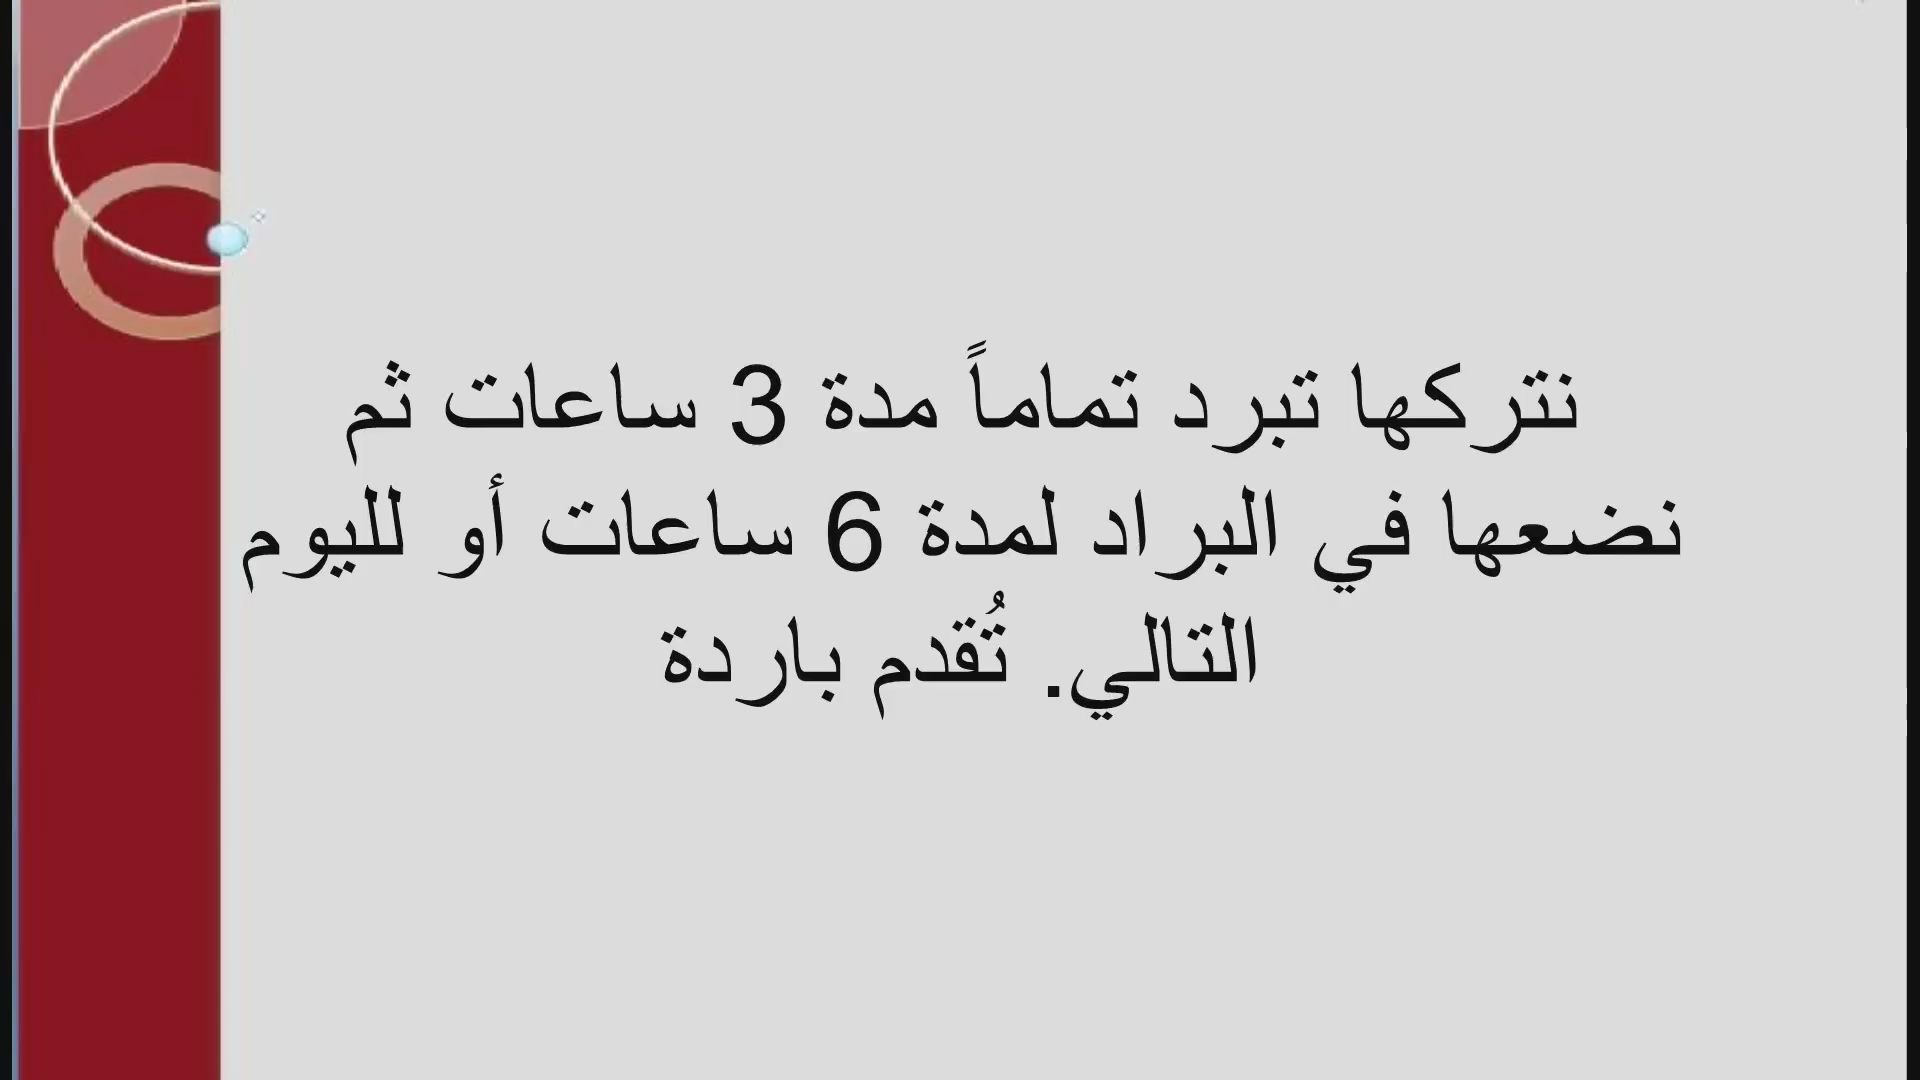 نتركها تبرد تماماً مدة 3 ساعات ثم
نضعها في البراد لمدة 6 ساعات أو لليوم
التالي. تُقدم باردة